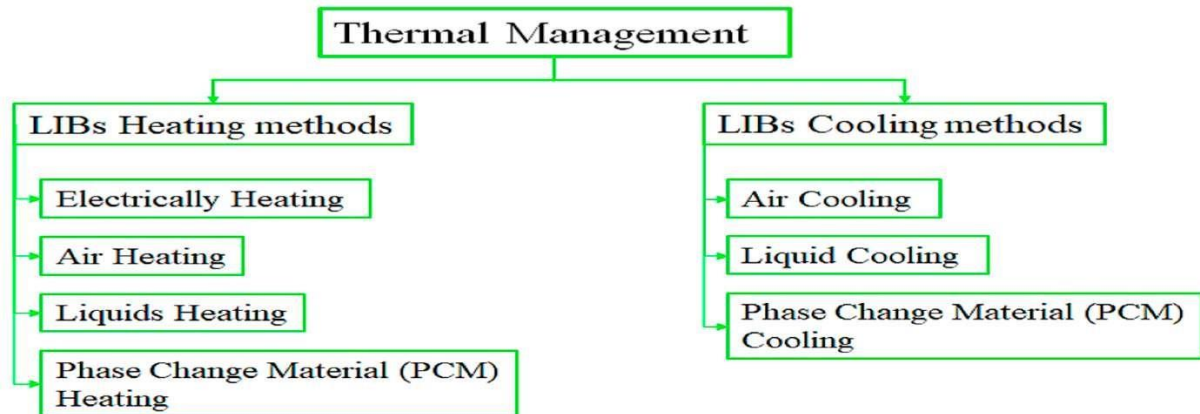 Thermal Management
LIBs Heating methods
Electrically Heating
Air Heating
Liquids Heating
Phase Change Material (PCM)
Heating
LIBs Cooling methods
Air Cooling
Liquid Cooling
Phase Change Material (PCM)
Cooling